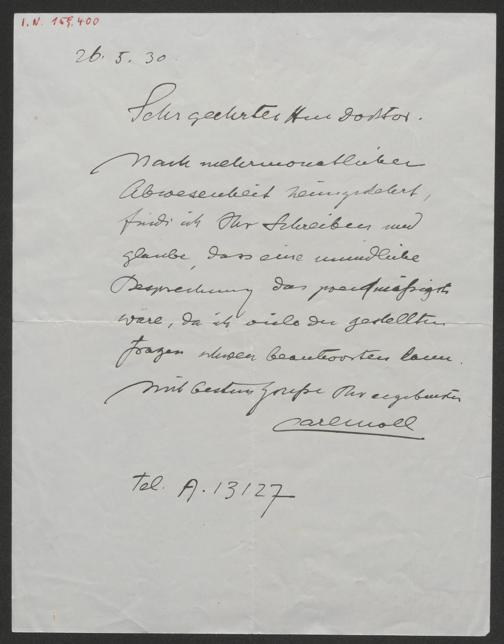 I.N. 159,400
26. 5. 30
Sehr geehrter Herr Doktor.
Nach mehrmonatlicher
Abwesenheit heimgekehrt,
finde ich Ihr Schreiben und
glaube, dass eine mündliche
Besprechung das zweckmäßigste
wäre, da ich viele der gestellten
Fragen schwer beantworten kann.
Mit besten Grüßen Ihr ergebenster
Carl Moll
Tel. A. 13127